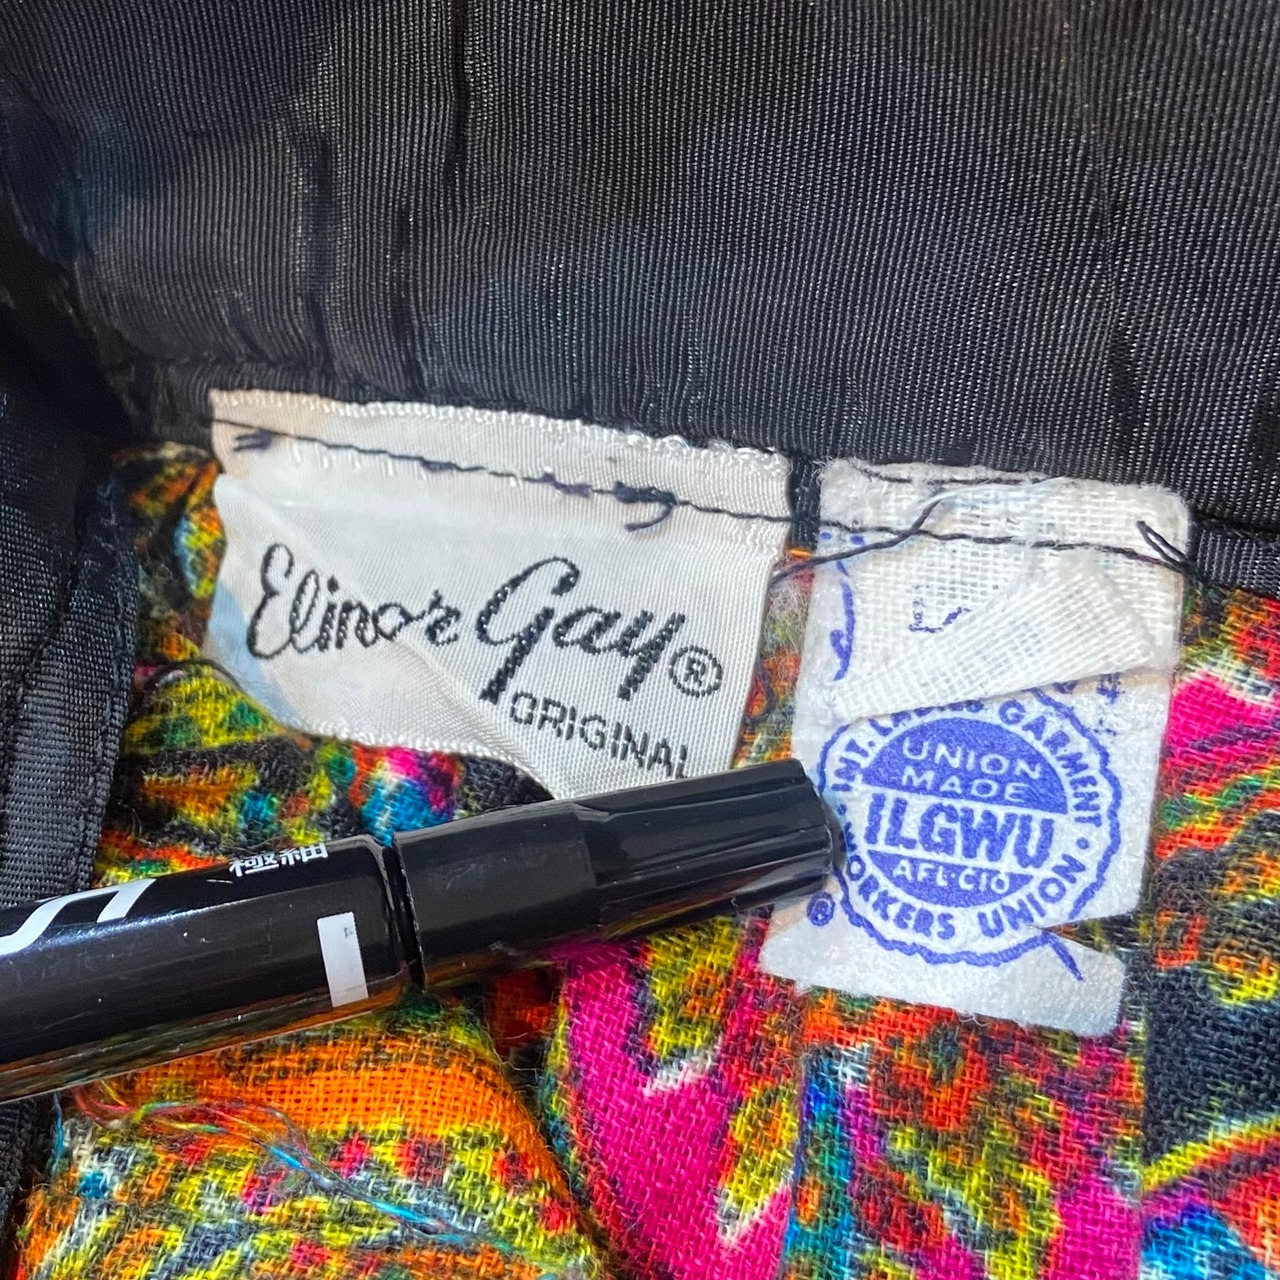 Elinor Gay®
ORIGINAL
INT. LADIES GARMENT
WORKERS UNION
UNION
MADE
ILGWU
AFL·CIO
®
極細